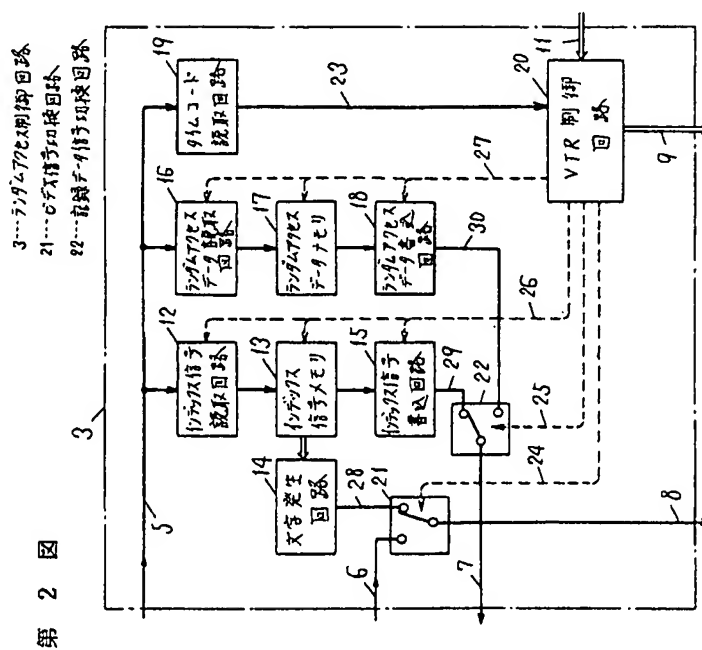 第 2 図
3---ランダムアクセス制御回路
21---ビデオ信号切換回路
22---記録データ信号切換回路
3
5
12
インデックス信号
読取回路
16
ランダムアクセス
データ読取
回路
19
タイムコード
読取回路
13
インデックス
信号メモリ
17
ランダムアクセス
データメモリ
23
14
文字発生
回路
15
インデックス信号
書込回路
18
ランダムアクセス
データ書込
回路
26
27
20
VTR制御
回路
11
6
28
21
29
22
30
25
24
7
8
9